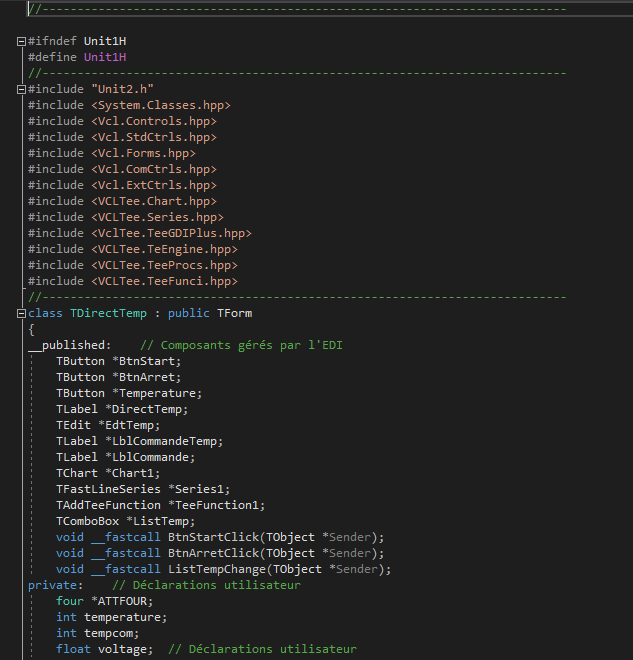 //---------------------------------------------------------------------------
#ifndef Unit1H
#define Unit1H
//---------------------------------------------------------------------------
#include "Unit2.h"
#include <System.Classes.hpp>
#include <Vcl.Controls.hpp>
#include <Vcl.StdCtrls.hpp>
#include <Vcl.Forms.hpp>
#include <Vcl.ComCtrls.hpp>
#include <Vcl.ExtCtrls.hpp>
#include <VCLTee.Chart.hpp>
#include <VCLTee.Series.hpp>
#include <VclTee.TeeGDIPlus.hpp>
#include <VCLTee.TeEngine.hpp>
#include <VCLTee.TeeProcs.hpp>
#include <VCLTee.TeeFunci.hpp>
//---------------------------------------------------------------------------
class TDirectTemp : public TForm
{
__published:    // Composants gérés par l'EDI
    TButton *BtnStart;
    TButton *BtnArret;
    TButton *Temperature;
    TLabel *DirectTemp;
    TEdit *EdtTemp;
    TLabel *LblCommandeTemp;
    TLabel *LblCommande;
    TChart *Chart1;
    TFastLineSeries *Series1;
    TAddTeeFunction *TeeFunction1;
    TComboBox *ListTemp;
    void __fastcall BtnStartClick(TObject *Sender);
    void __fastcall BtnArretClick(TObject *Sender);
    void __fastcall ListTempChange(TObject *Sender);
private:    // Déclarations utilisateur
    four *ATTFOUR;
    int temperature;
    int tempcom;
    float voltage;  // Déclarations utilisateur